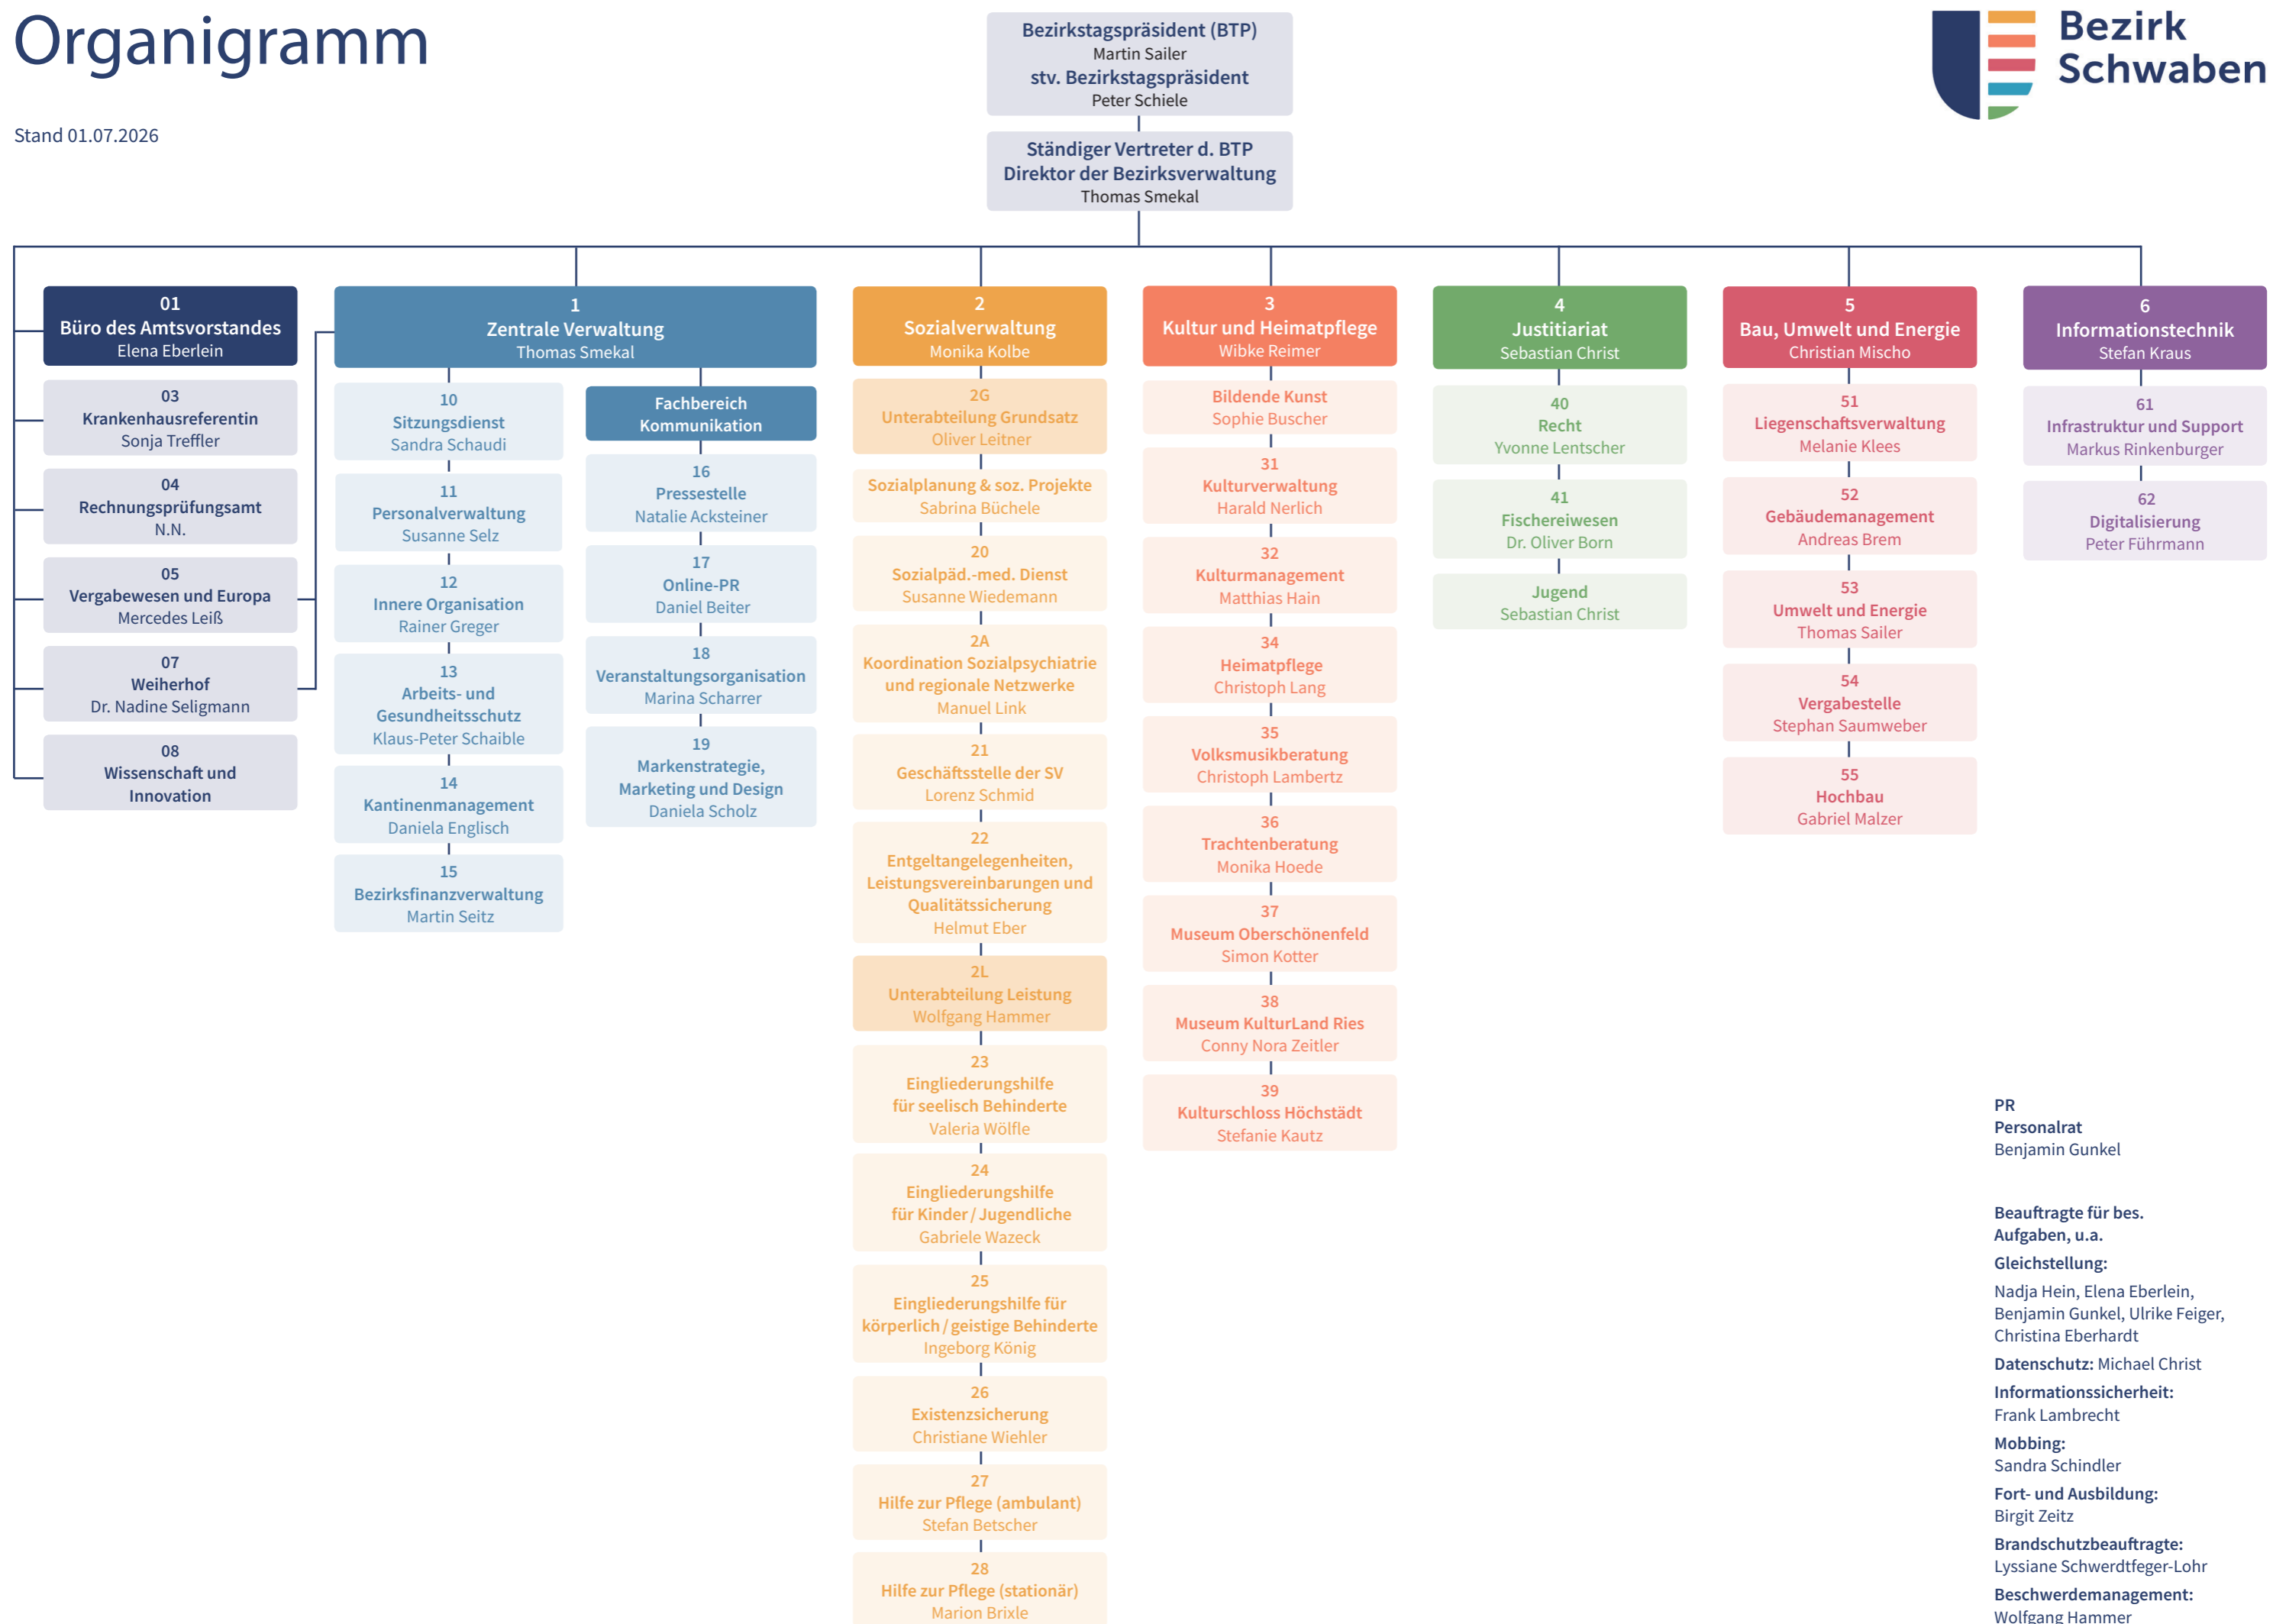 Organigramm
Stand 01.07.2026
Bezirkstagspräsident (BTP)
Martin Sailer
stv. Bezirkstagspräsident
Peter Schiele
Ständiger Vertreter d. BTP
Direktor der Bezirksverwaltung
Thomas Smekal
Bezirk
Schwaben
01
Büro des Amtsvorstandes
Elena Eberlein
03
Krankenhausreferentin
Sonja Treffler
04
Rechnungsprüfungsamt
N.N.
05
Vergabewesen und Europa
Mercedes Leiß
07
Weiherhof
Dr. Nadine Seligmann
08
Wissenschaft und
Innovation
1
Zentrale Verwaltung
Thomas Smekal
10
Sitzungsdienst
Sandra Schaudi
11
Personalverwaltung
Susanne Selz
12
Innere Organisation
Rainer Greger
13
Arbeits- und
Gesundheitsschutz
Klaus-Peter Schaible
14
Kantinenmanagement
Daniela Englisch
15
Bezirksfinanzverwaltung
Martin Seitz
Fachbereich
Kommunikation
16
Pressestelle
Natalie Acksteiner
17
Online-PR
Daniel Beiter
18
Veranstaltungsorganisation
Marina Scharrer
19
Markenstrategie,
Marketing und Design
Daniela Scholz
2
Sozialverwaltung
Monika Kolbe
2G
Unterabteilung Grundsatz
Oliver Leitner
Sozialplanung & soz. Projekte
Sabrina Büchele
20
Sozialpäd.-med. Dienst
Susanne Wiedemann
2A
Koordination Sozialpsychiatrie
und regionale Netzwerke
Manuel Link
21
Geschäftsstelle der SV
Lorenz Schmid
22
Entgeltangelegenheiten,
Leistungsvereinbarungen und
Qualitätssicherung
Helmut Eber
2L
Unterabteilung Leistung
Wolfgang Hammer
23
Eingliederungshilfe
für seelisch Behinderte
Valeria Wölfle
24
Eingliederungshilfe
für Kinder / Jugendliche
Gabriele Wazeck
25
Eingliederungshilfe für
körperlich / geistige Behinderte
Ingeborg König
26
Existenzsicherung
Christiane Wiehler
27
Hilfe zur Pflege (ambulant)
Stefan Betscher
28
Hilfe zur Pflege (stationär)
Marion Brixle
3
Kultur und Heimatpflege
Wibke Reimer
Bildende Kunst
Sophie Buscher
31
Kulturverwaltung
Harald Nerlich
32
Kulturmanagement
Matthias Hain
34
Heimatpflege
Christoph Lang
35
Volksmusikberatung
Christoph Lambertz
36
Trachtenberatung
Monika Hoede
37
Museum Oberschönenfeld
Simon Kotter
38
Museum KulturLand Ries
Conny Nora Zeitler
39
Kulturschloss Höchstädt
Stefanie Kautz
4
Justitiariat
Sebastian Christ
40
Recht
Yvonne Lentscher
41
Fischereiwesen
Dr. Oliver Born
Jugend
Sebastian Christ
5
Bau, Umwelt und Energie
Christian Mischo
51
Liegenschaftsverwaltung
Melanie Klees
52
Gebäudemanagement
Andreas Brem
53
Umwelt und Energie
Thomas Sailer
54
Vergabestelle
Stephan Saumweber
55
Hochbau
Gabriel Malzer
6
Informationstechnik
Stefan Kraus
61
Infrastruktur und Support
Markus Rinkenburger
62
Digitalisierung
Peter Führmann
PR
Personalrat
Benjamin Gunkel
Beauftragte für bes.
Aufgaben, u.a.
Gleichstellung:
Nadja Hein, Elena Eberlein,
Benjamin Gunkel, Ulrike Feiger,
Christina Eberhardt
Datenschutz: Michael Christ
Informationssicherheit:
Frank Lambrecht
Mobbing:
Sandra Schindler
Fort- und Ausbildung:
Birgit Zeitz
Brandschutzbeauftragte:
Lyssiane Schwerdtfeger-Lohr
Beschwerdemanagement:
Wolfgang Hammer